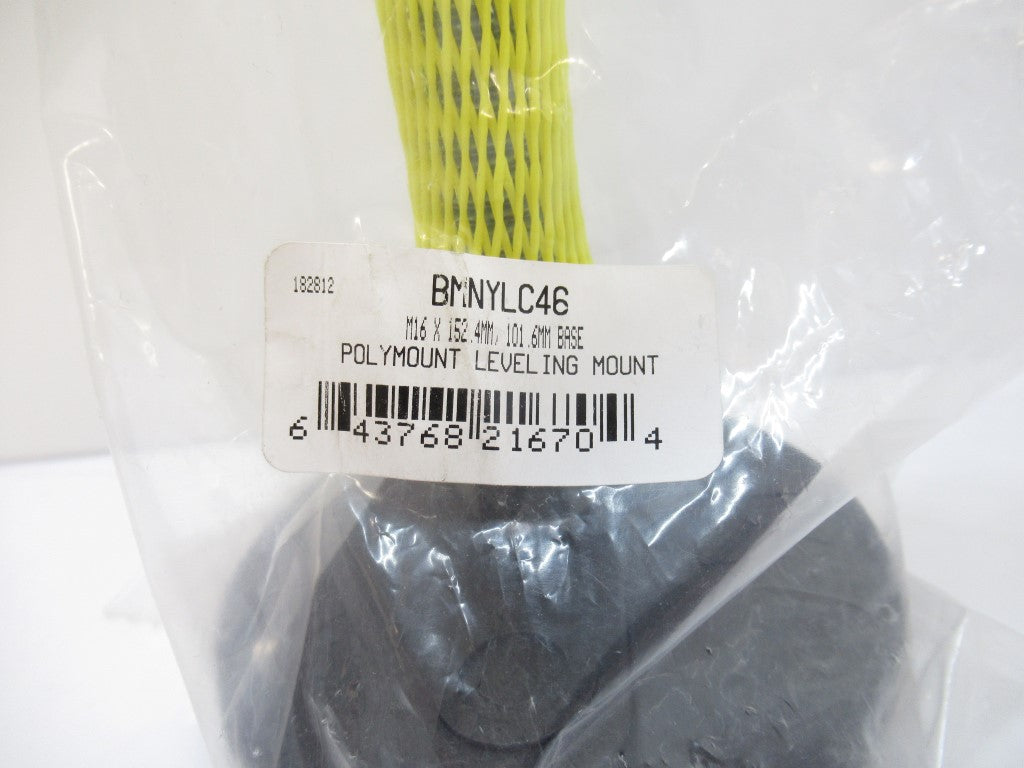 182812
BMNYLC46
M16 X 152.4MM, 101.6MM BASE
POLYMOUNT LEVELING MOUNT
6 43768 21670 4